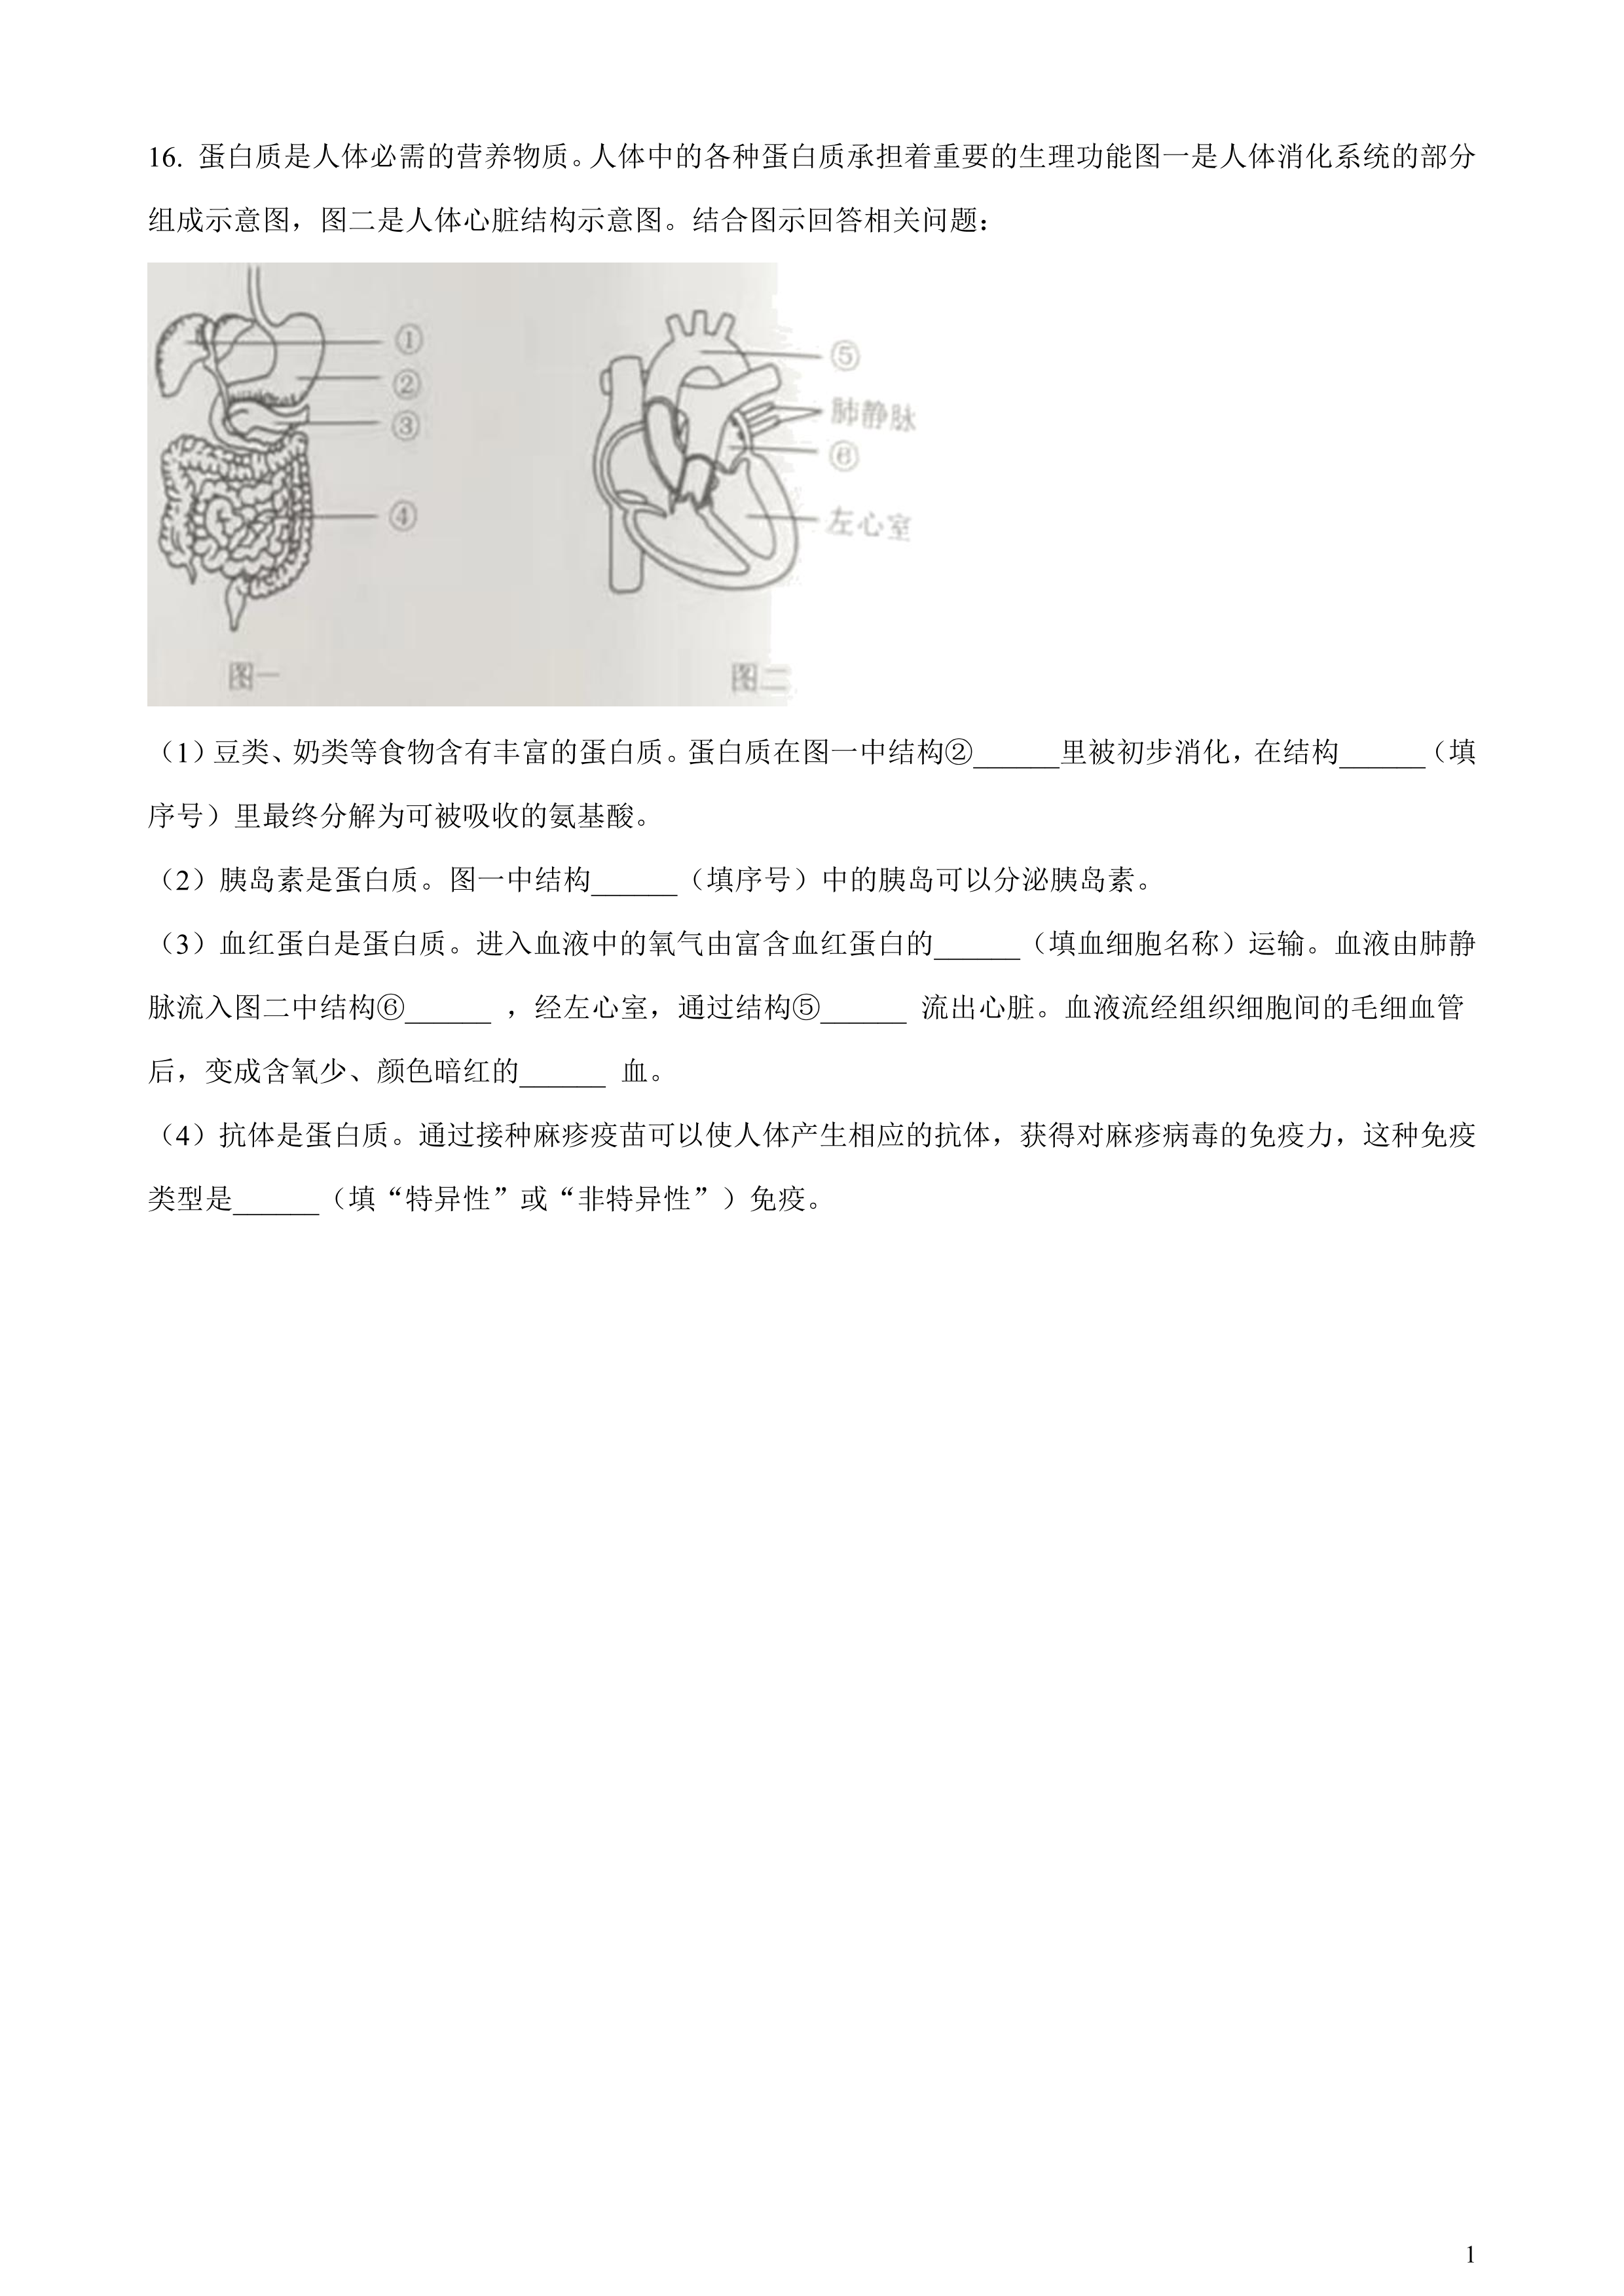 16. 蛋白质是人体必需的营养物质。人体中的各种蛋白质承担着重要的生理功能图一是人体消化系统的部分
组成示意图，图二是人体心脏结构示意图。结合图示回答相关问题：
①
②
③
④
图一
⑤
肺静脉
⑥
左心室
图二
（1）豆类、奶类等食物含有丰富的蛋白质。蛋白质在图一中结构②______里被初步消化，在结构______（填
序号）里最终分解为可被吸收的氨基酸。
（2）胰岛素是蛋白质。图一中结构______（填序号）中的胰岛可以分泌胰岛素。
（3）血红蛋白是蛋白质。进入血液中的氧气由富含血红蛋白的______（填血细胞名称）运输。血液由肺静
脉流入图二中结构⑥______ ，经左心室，通过结构⑤______ 流出心脏。血液流经组织细胞间的毛细血管
后，变成含氧少、颜色暗红的______ 血。
（4）抗体是蛋白质。通过接种麻疹疫苗可以使人体产生相应的抗体，获得对麻疹病毒的免疫力，这种免疫
类型是______（填“特异性”或“非特异性”）免疫。
1